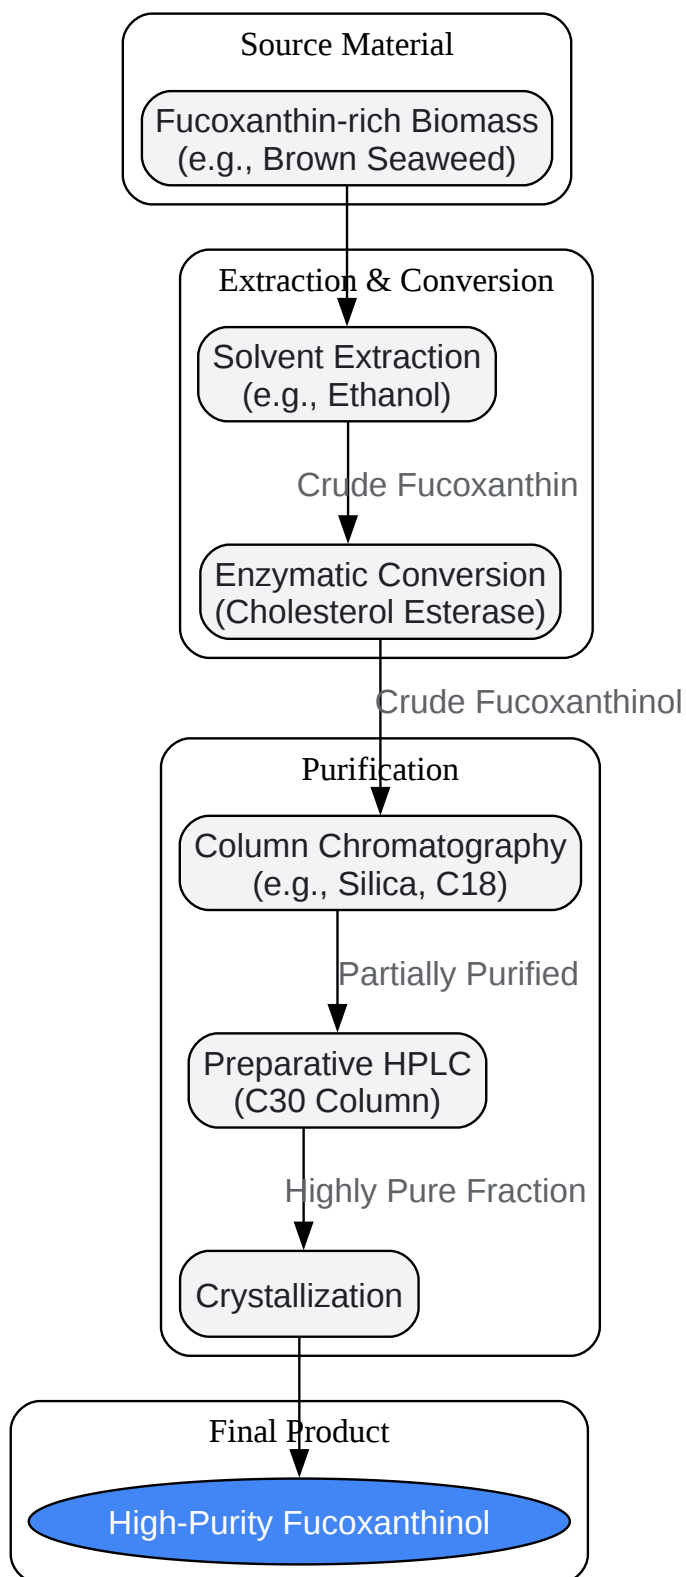 Source Material
Fucoxanthin-rich Biomass
(e.g., Brown Seaweed)
Extraction & Conversion
Solvent Extraction
(e.g., Ethanol)
Crude Fucoxanthin
Enzymatic Conversion
(Cholesterol Esterase)
Crude Fucoxanthinol
Purification
Column Chromatography
(e.g., Silica, C18)
Partially Purified
Preparative HPLC
(C30 Column)
Highly Pure Fraction
Crystallization
Final Product
High-Purity Fucoxanthinol